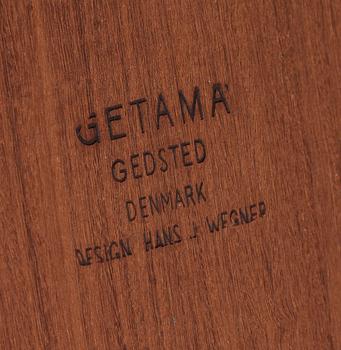 GETAMA
GEDSTED
DENMARK
DESIGN HANS J WEGNER